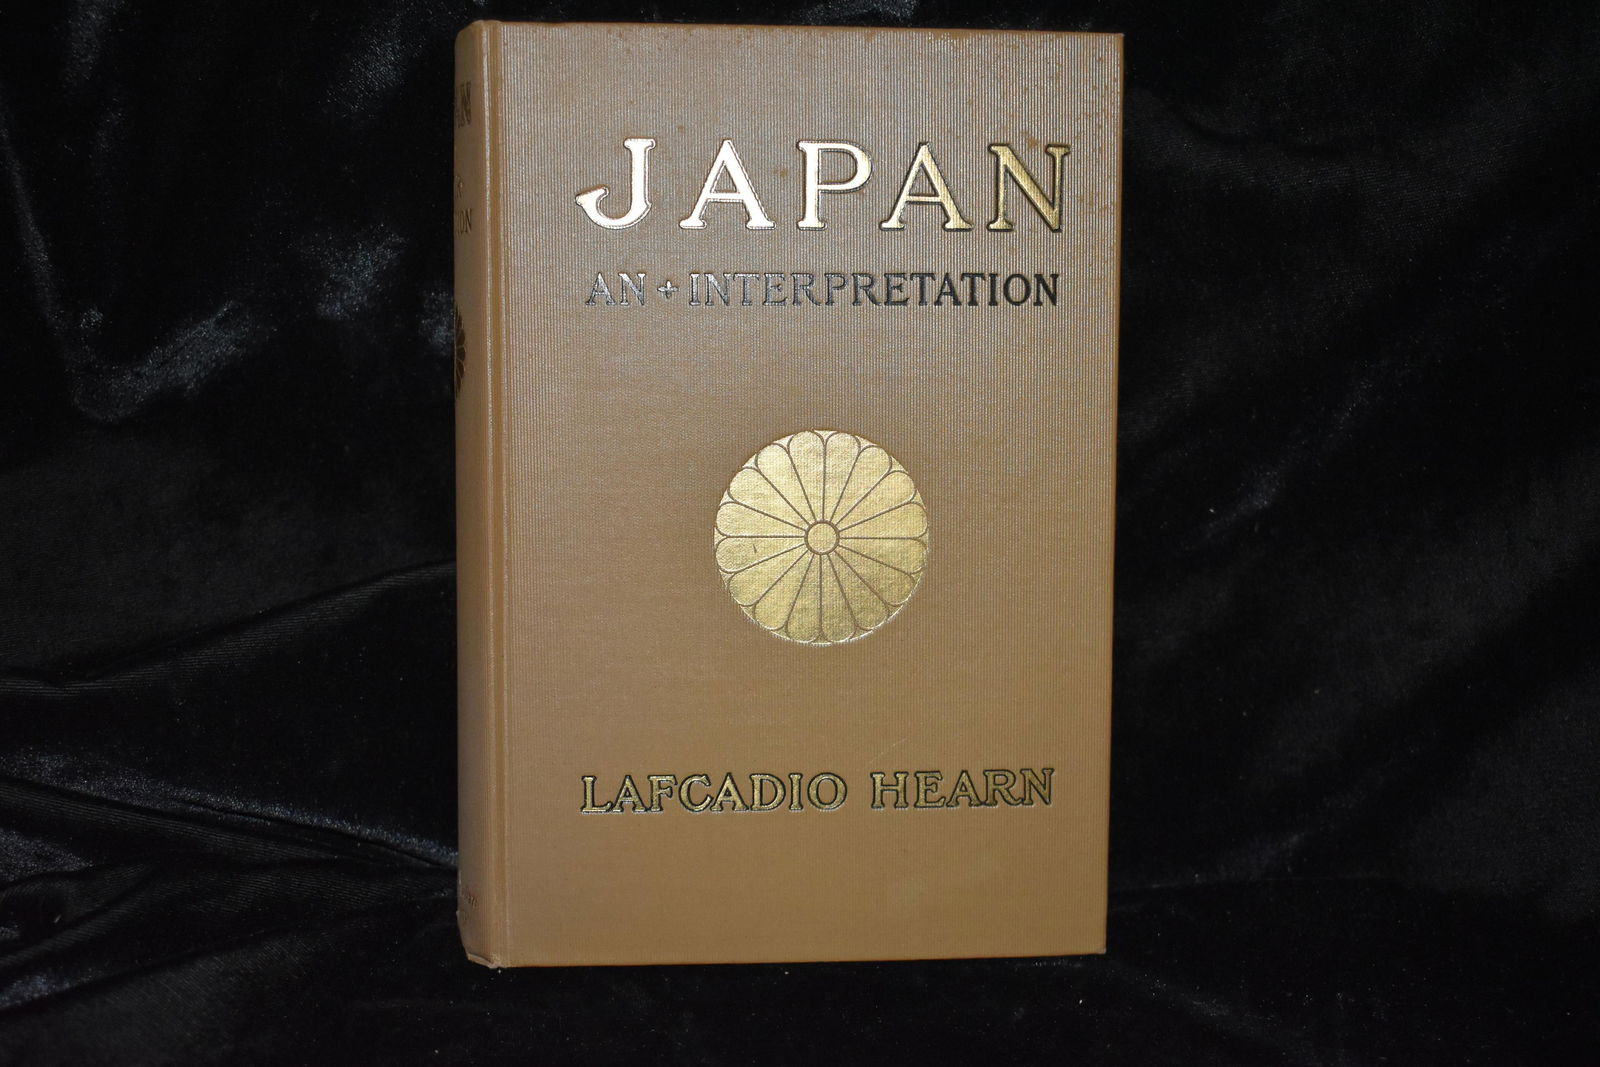 JAPAN
AN + INTERPRETATION
LAFCADIO HEARN